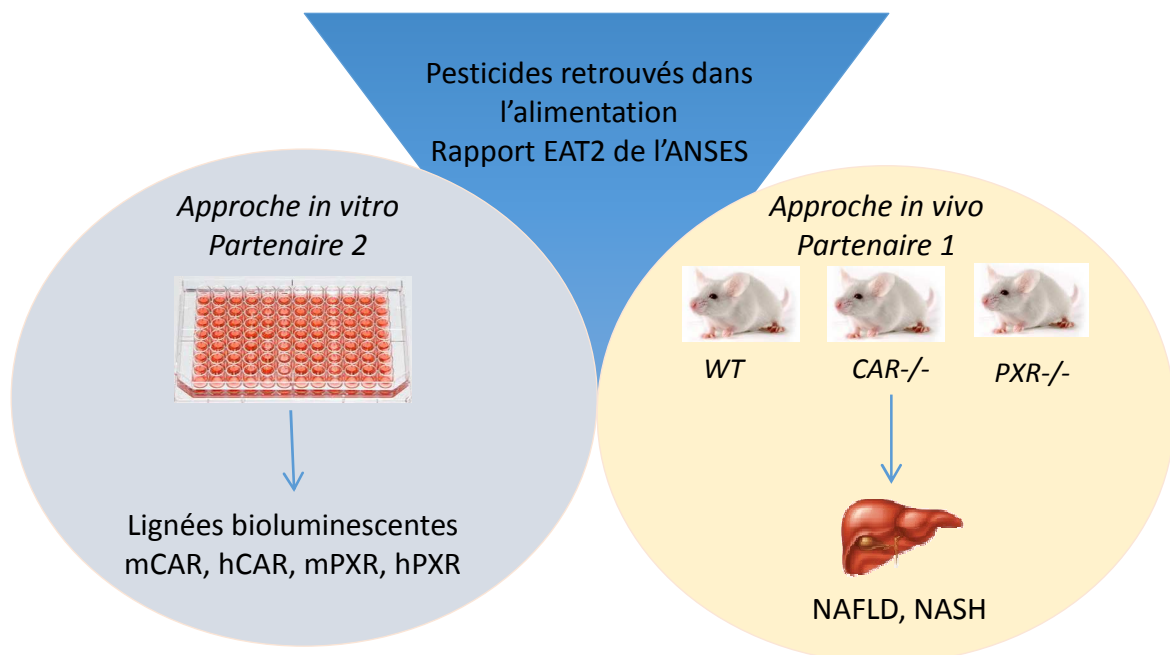 Pesticides retrouvés dans
l’alimentation
Rapport EAT2 de l’ANSES
Approche in vitro
Partenaire 2
Lignées bioluminescentes
mCAR, hCAR, mPXR, hPXR
Approche in vivo
Partenaire 1
WT CAR-/- PXR-/-
NAFLD, NASH